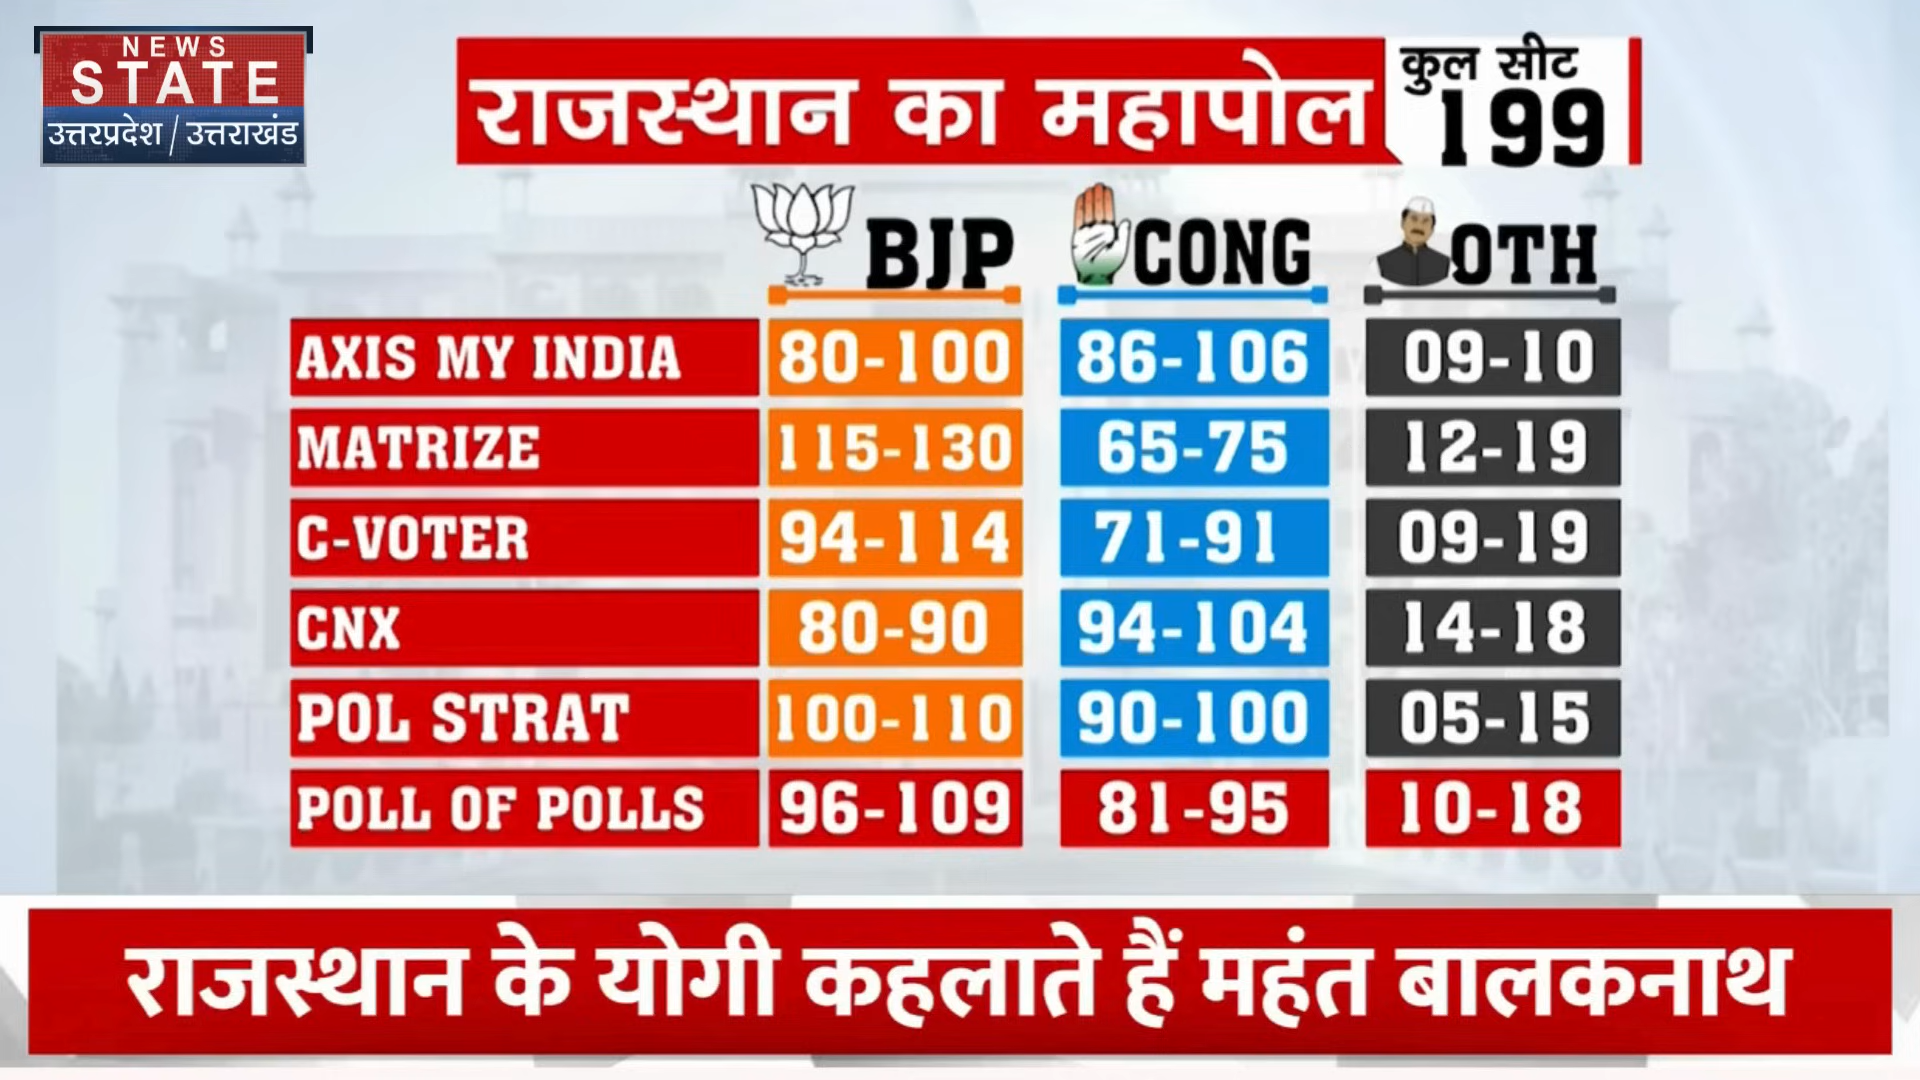 NEWS
STATE
उत्तरप्रदेश / उत्तराखंड
राजस्थान का महापोल
कुल सीट
199
BJP CONG OTH
AXIS MY INDIA 80-100 86-106 09-10
MATRIZE 115-130 65-75 12-19
C-VOTER 94-114 71-91 09-19
CNX 80-90 94-104 14-18
POL STRAT 100-110 90-100 05-15
POLL OF POLLS 96-109 81-95 10-18
राजस्थान के योगी कहलाते हैं महंत बालकनाथ